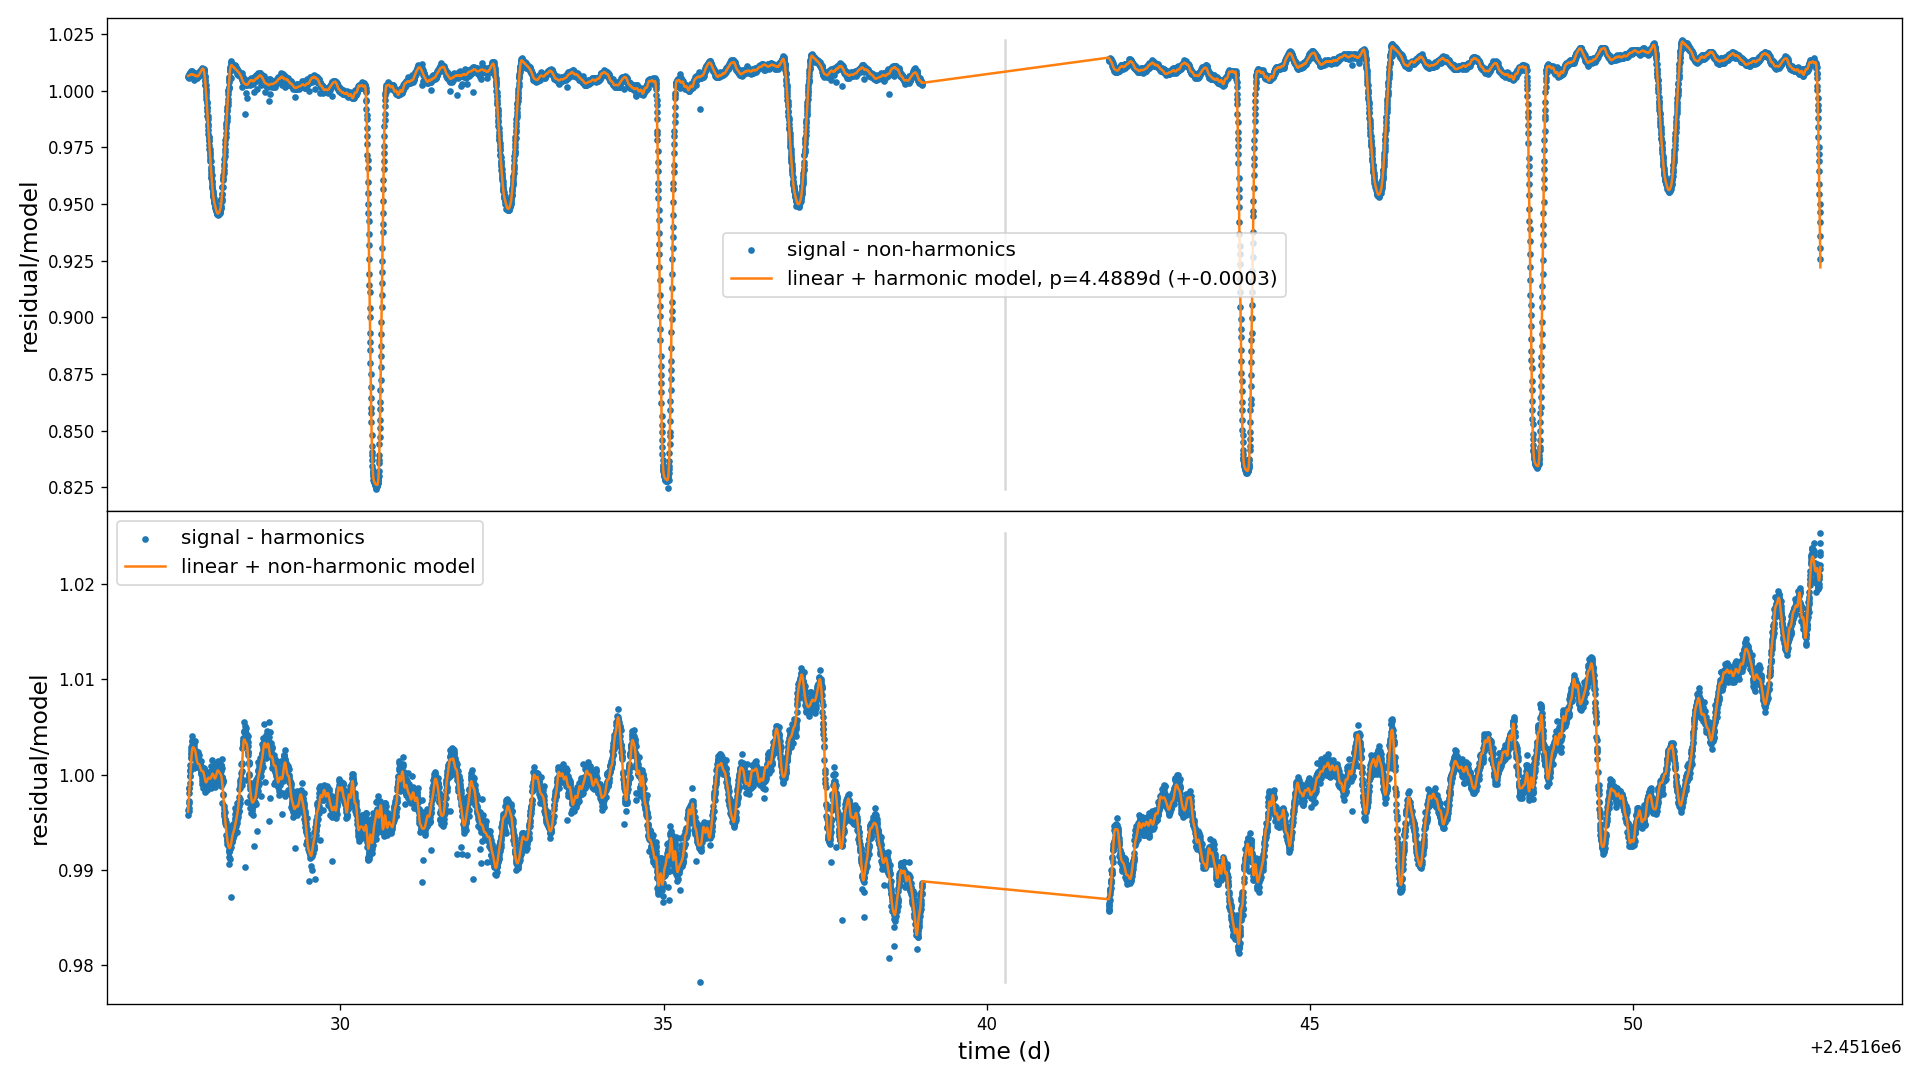 1.025
1.000
0.975
0.950
0.925
0.900
0.875
0.850
0.825
residual/model
signal - non-harmonics
linear + harmonic model, p=4.4889d (+-0.0003)
signal - harmonics
linear + non-harmonic model
1.02
1.01
1.00
0.99
0.98
residual/model
30
35
40
45
50
time (d)
+2.4516e6